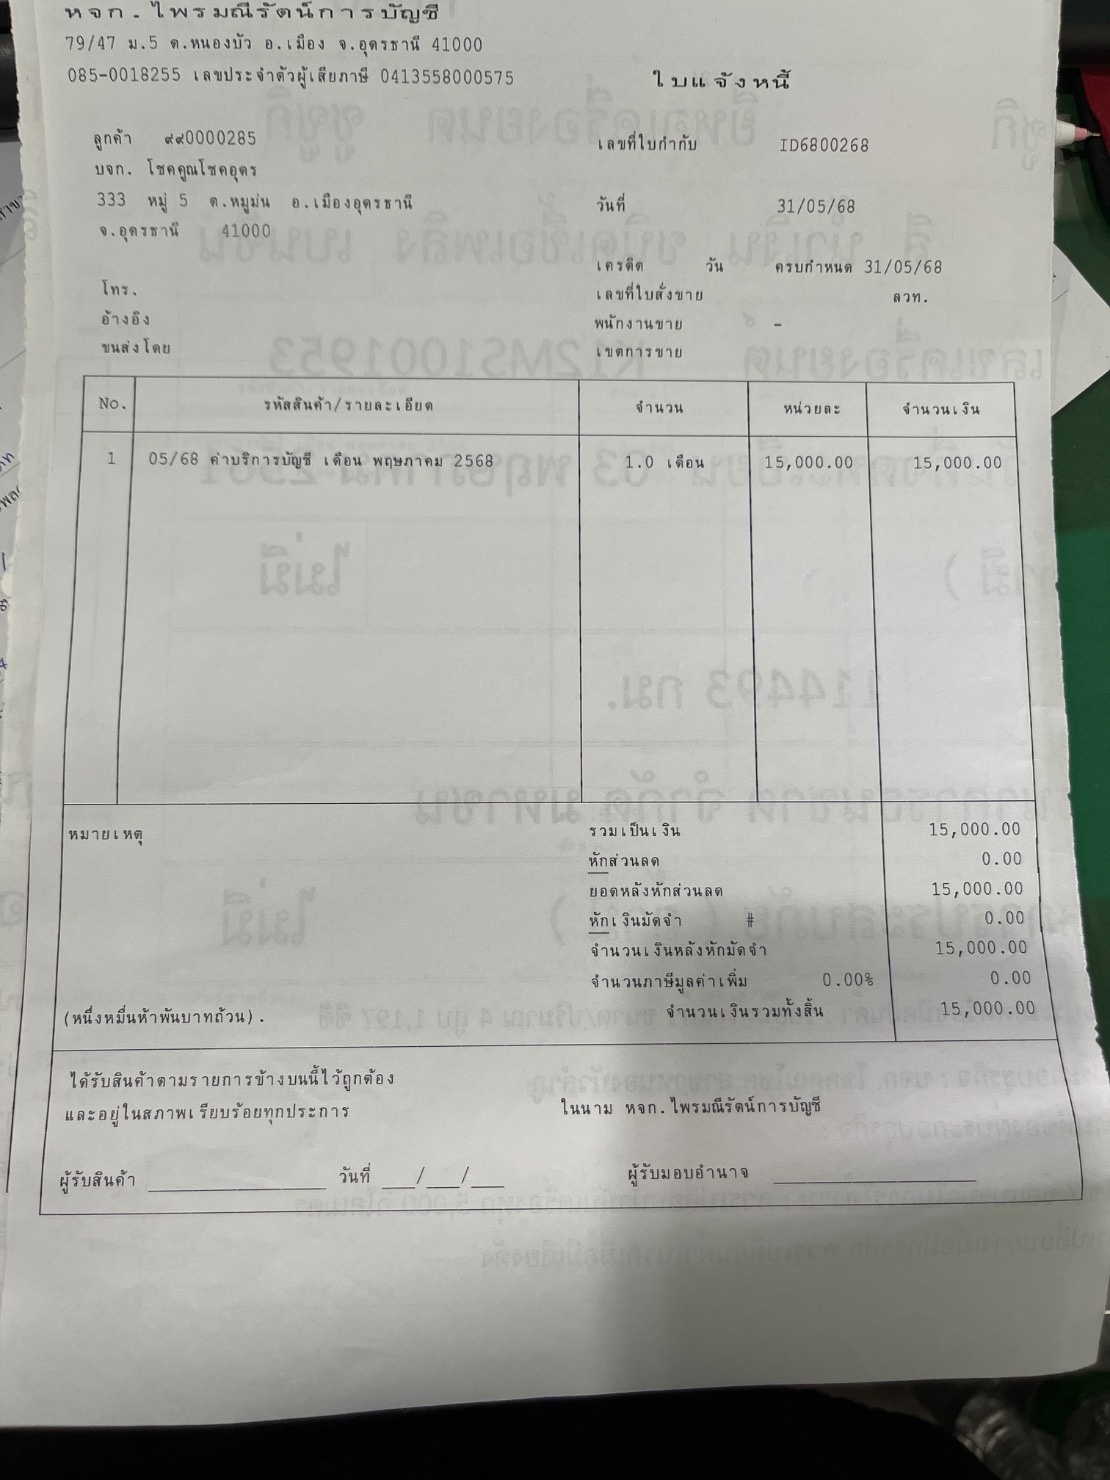 หจก.ไพรมณีรัตน์การบัญชี
79/47 ม.5 ต.หนองบัว อ.เมือง จ.อุดรธานี 41000
085-0018255 เลขประจำตัวผู้เสียภาษี 0413558000575
ใบแจ้งหนี้
ลูกค้า ๙๙0000285
เลขที่ใบกำกับ ID6800268
บจก. โชคคูณโชคอุดร
333 หมู่ 5 ต.หมูม่น อ.เมืองอุดรธานี
วันที่ 31/05/68
จ.อุดรธานี 41000
เครดิต วัน ครบกำหนด 31/05/68
โทร.
เลขที่ใบสั่งขาย ลวท.
อ้างอิง
พนักงานขาย -
ขนส่งโดย
เขตการขาย
No. รหัสสินค้า/รายละเอียด จำนวน หน่วยละ จำนวนเงิน
1 05/68 ค่าบริการบัญชี เดือน พฤษภาคม 2568 1.0 เดือน 15,000.00 15,000.00
หมายเหตุ
รวมเป็นเงิน 15,000.00
หักส่วนลด 0.00
ยอดหลังหักส่วนลด 15,000.00
หักเงินมัดจำ # 0.00
จำนวนเงินหลังหักมัดจำ 15,000.00
จำนวนภาษีมูลค่าเพิ่ม 0.00% 0.00
(หนึ่งหมื่นห้าพันบาทถ้วน). จำนวนเงินรวมทั้งสิ้น 15,000.00
ได้รับสินค้าตามรายการข้างบนนี้ไว้ถูกต้อง
และอยู่ในสภาพเรียบร้อยทุกประการ
ในนาม หจก.ไพรมณีรัตน์การบัญชี
ผู้รับสินค้า วันที่ __/__/__
ผู้รับมอบอำนาจ